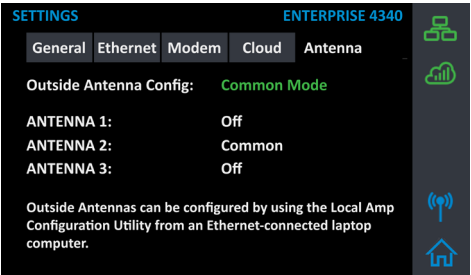 SETTINGS ENTERPRISE 4340
General Ethernet Modem Cloud Antenna
Outside Antenna Config: Common Mode
ANTENNA 1: Off
ANTENNA 2: Common
ANTENNA 3: Off
Outside Antennas can be configured by using the Local Amp
Configuration Utility from an Ethernet-connected laptop
computer.